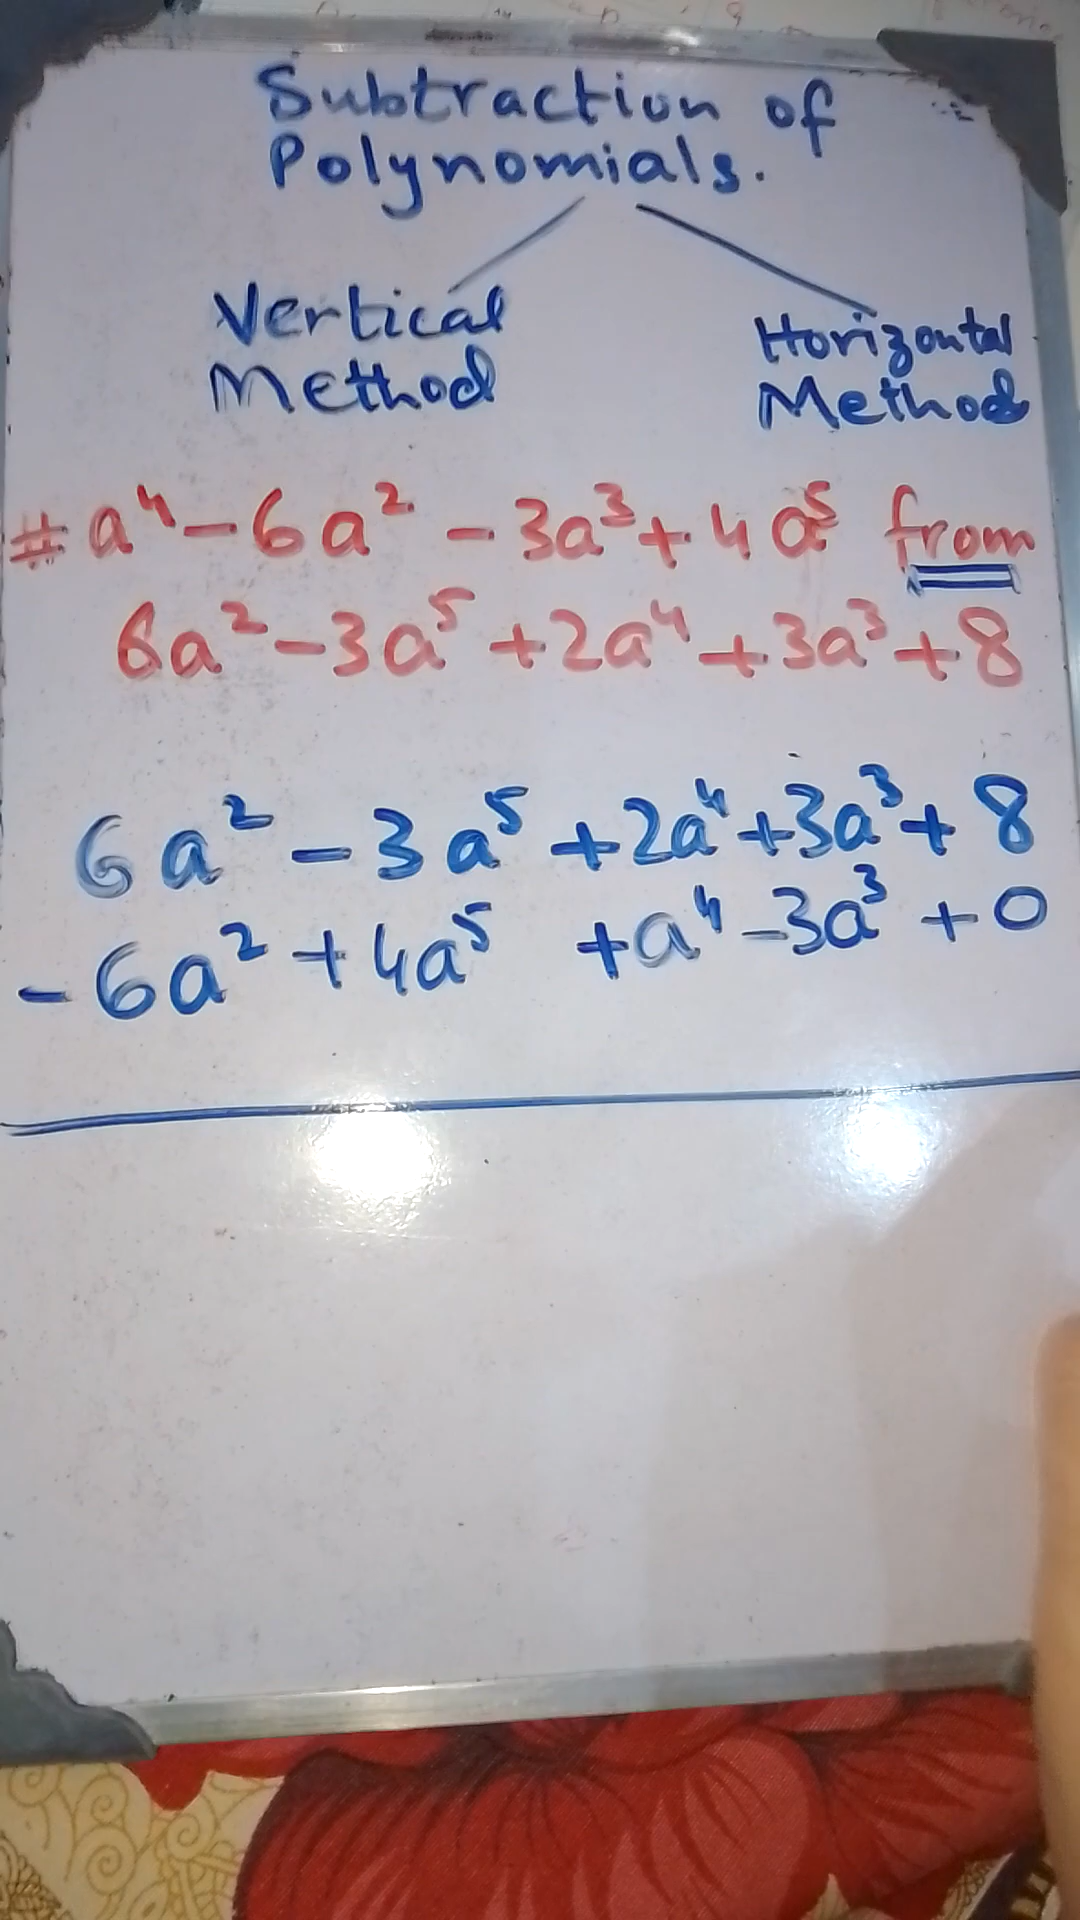 Subtraction of
Polynomials.
Vertical
Method
Horizontal
Method
# a⁴ - 6a² - 3a³ + 4a⁵ from
6a² - 3a⁵ + 2a⁴ + 3a³ + 8
6a² - 3a⁵ + 2a⁴ + 3a³ + 8
- 6a² + 4a⁵ + a⁴ - 3a³ + 0